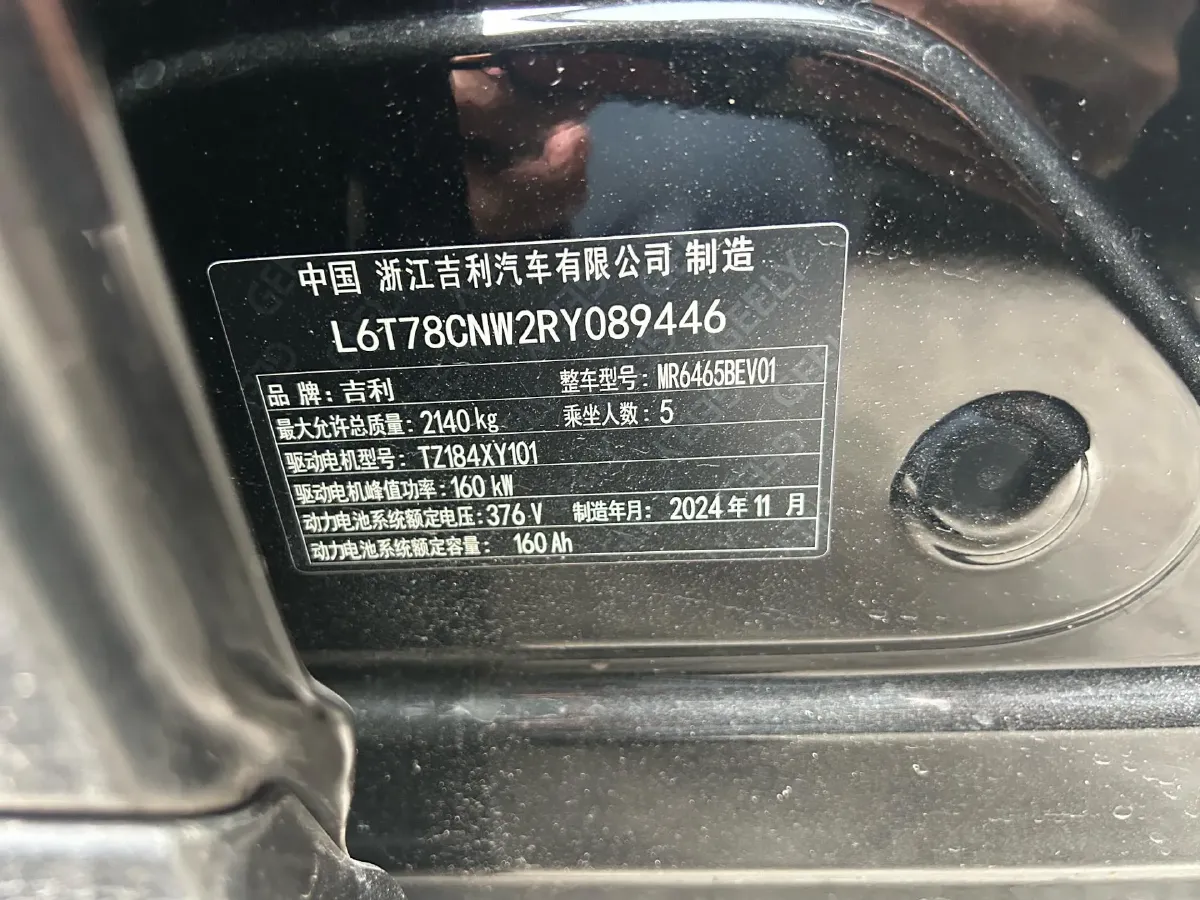 中国 浙江吉利汽车有限公司 制造
L6T78CNW2RY089446
品牌：吉利 整车型号：MR6465BEV01
最大允许总质量：2140 kg 乘坐人数：5
驱动电机型号：TZ184XY101
驱动电机峰值功率：160 kW
动力电池系统额定电压：376 V 制造年月：2024 年 11 月
动力电池系统额定容量：160 Ah